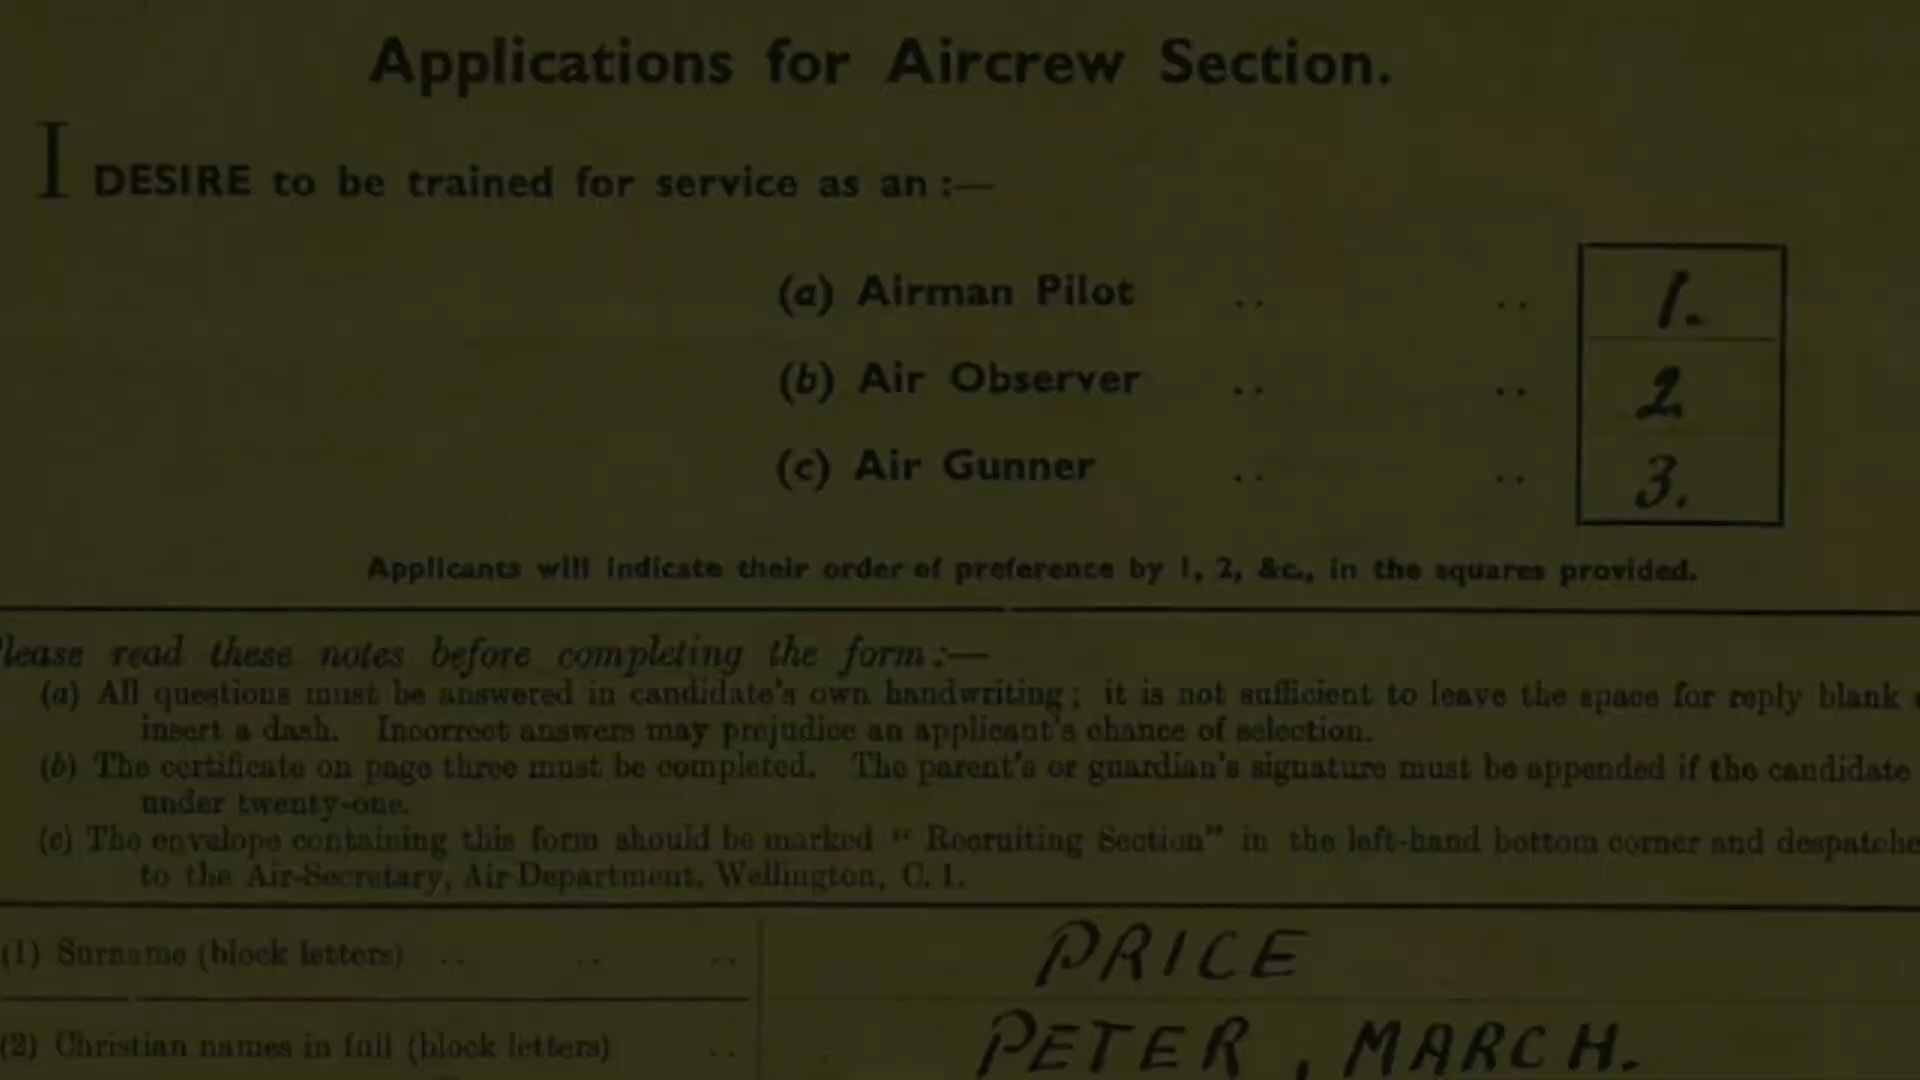 Applications for Aircrew Section.
I DESIRE to be trained for service as an :—
(a) Airman Pilot .. .. 1.
(b) Air Observer .. .. 2
(c) Air Gunner .. .. 3.
Applicants will indicate their order of preference by 1, 2, &c., in the squares provided.
Please read these notes before completing the form :—
(a) All questions must be answered in candidate's own handwriting ; it is not sufficient to leave the space for reply blank
insert a dash. Incorrect answers may prejudice an applicant's chance of selection.
(b) The certificate on page three must be completed. The parent's or guardian's signature must be appended if the candidate
under twenty-one.
(c) The envelope containing this form should be marked “ Recruiting Section” in the left-hand bottom corner and despatche
to the Air Secretary, Air Department, Wellington, C. 1.
(1) Surname (block letters) .. .. .. PRICE
(2) Christian names in full (block letters) .. PETER , MARCH.